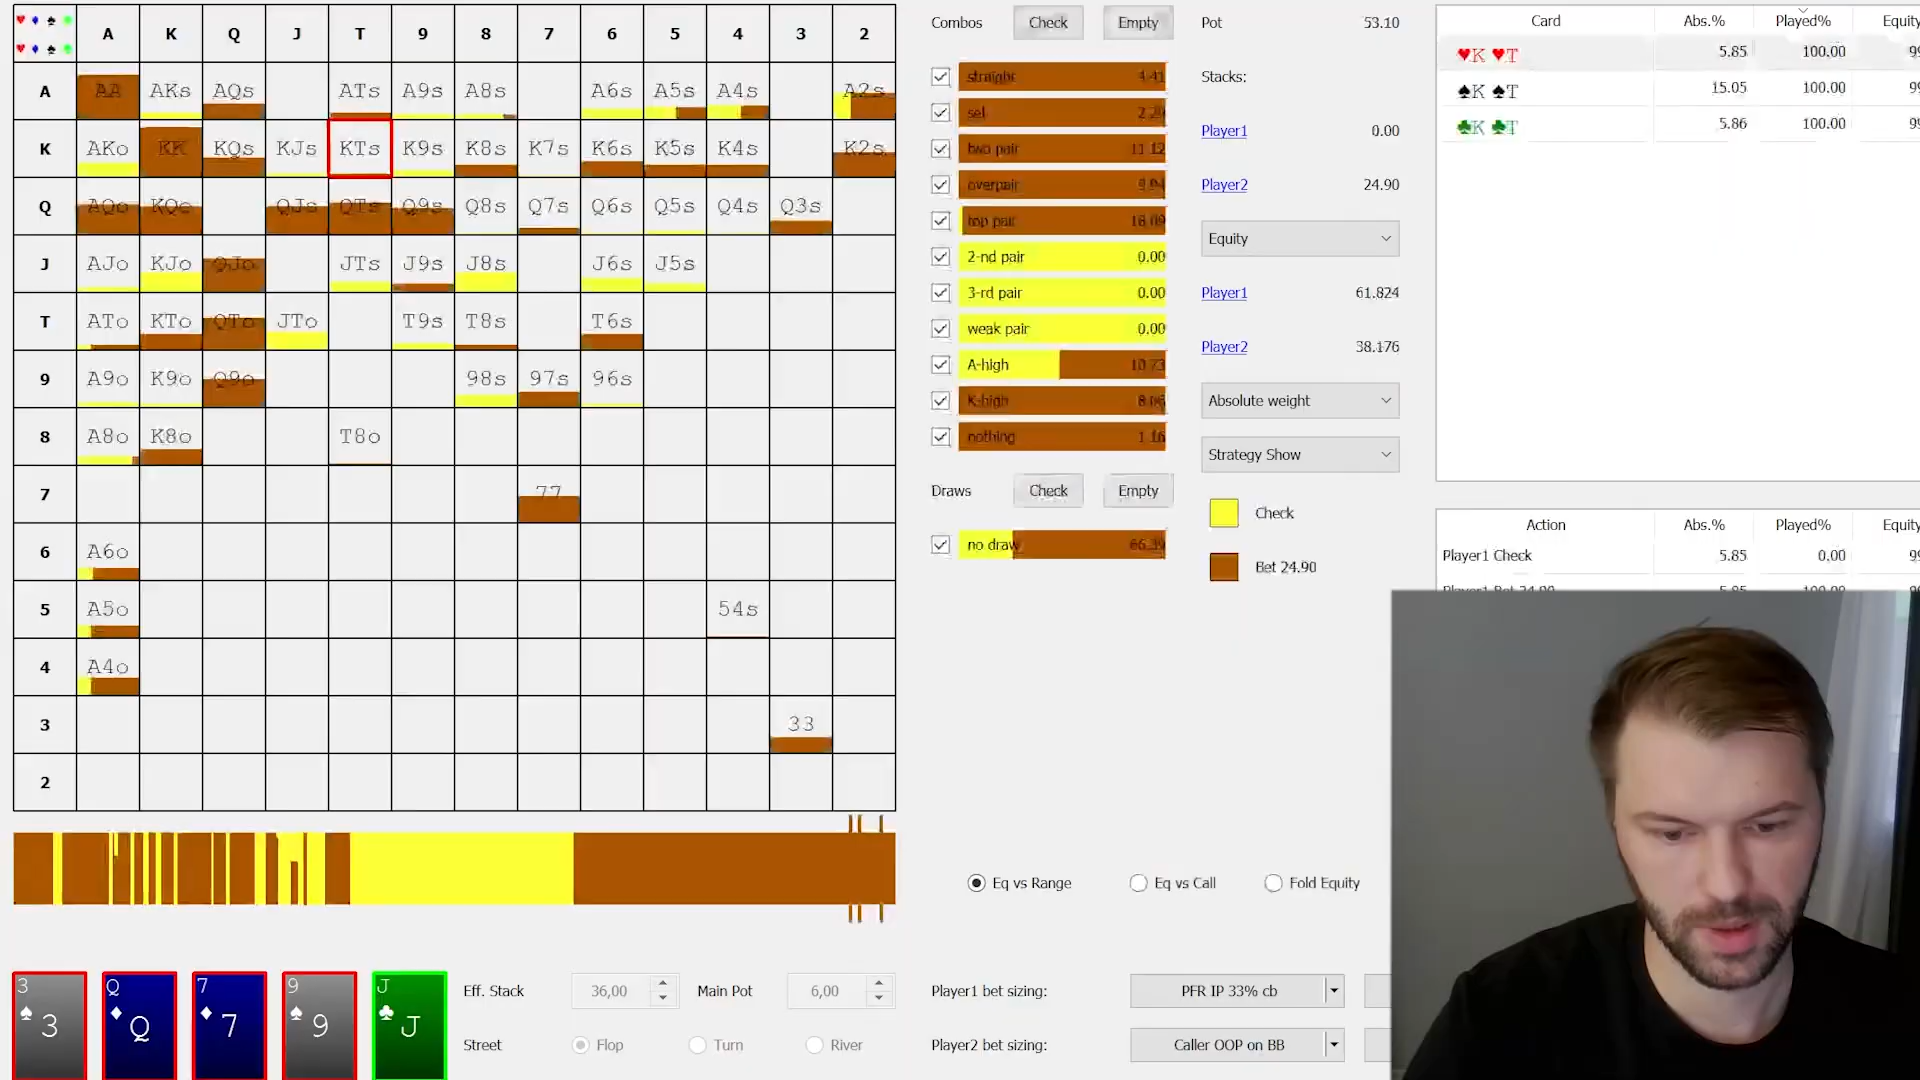 A K Q J T 9 8 7 6 5 4 3 2
A AA AKs AQs ATs A9s A8s A6s A5s A4s A2s
K AKo KK KQs KJs KTs K9s K8s K7s K6s K5s K4s K2s
Q AQo KQo QJs QTs Q9s Q8s Q7s Q6s Q5s Q4s Q3s
J AJo KJo QJo JTs J9s J8s J6s J5s
T ATo KTo QTo JTo T9s T8s T6s
9 A9o K9o Q9o 98s 97s 96s
8 A8o K8o T8o
7 77
6 A6o
5 A5o 54s
4 A4o
3 33
2
Combos Check Empty
straight 4.41
set
two pair 11.12
overpair
top pair 18.09
2-nd pair 0.00
3-rd pair 0.00
weak pair 0.00
A-high 10.73
K-high 8.06
nothing 1.16
Draws Check Empty
no draw 66.39
Pot 53.10
Stacks:
Player1 0.00
Player2 24.90
Equity
Player1 61.824
Player2 38.176
Absolute weight
Strategy Show
Check
Bet 24.90
Eq vs Range Eq vs Call Fold Equity
Card Abs.% Played% Equity
♥K ♥T 5.85 100.00 99
♠K ♠T 15.05 100.00 99
♣K ♣T 5.86 100.00 99
Action Abs.% Played% Equity
Player1 Check 5.85 0.00 99
Player1 Bet 24.90 5.85 100.00
3 ♠ 3
Q ♦ Q
7 ♦ 7
9 ♠ 9
J ♣ J
Eff. Stack 36,00 Main Pot 6,00
Street Flop Turn River
Player1 bet sizing: PFR IP 33% cb
Player2 bet sizing: Caller OOP on BB